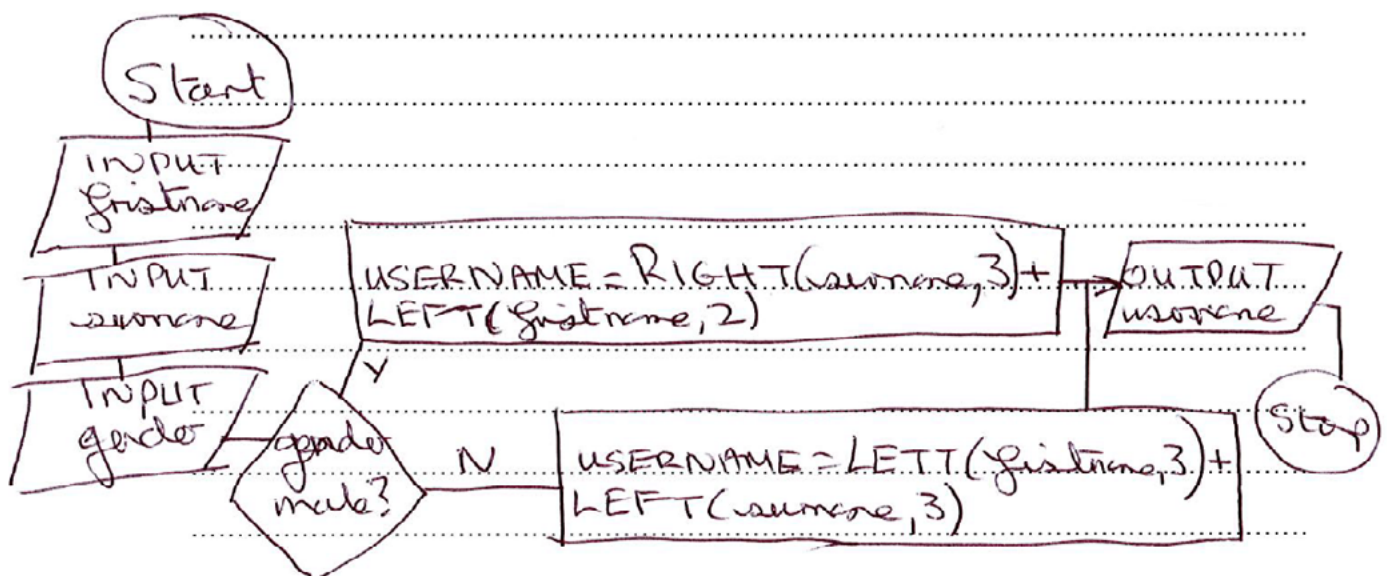 Start
INPUT
firstname
INPUT
surname
INPUT
gender
gender
male?
Y
USERNAME=RIGHT(surname,3)+
LEFT(firstname,2)
N
USERNAME=LETT(firstname,3)+
LEFT(surname,3)
OUTPUT
username
Stop